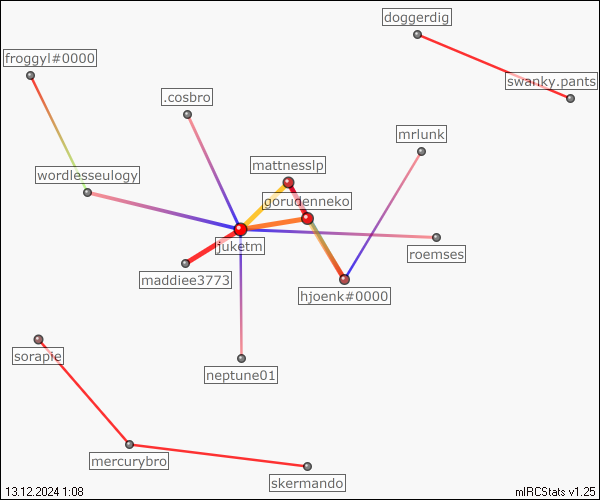 doggerdig
froggyl#0000
swanky.pants
.cosbro
mrlunk
mattnesslp
wordlesseulogy
gorudenneko
juketm
roemses
maddiee3773
hjoenk#0000
sorapie
neptune01
mercurybro
skermando
13.12.2024 1:08
mIRCStats v1.25